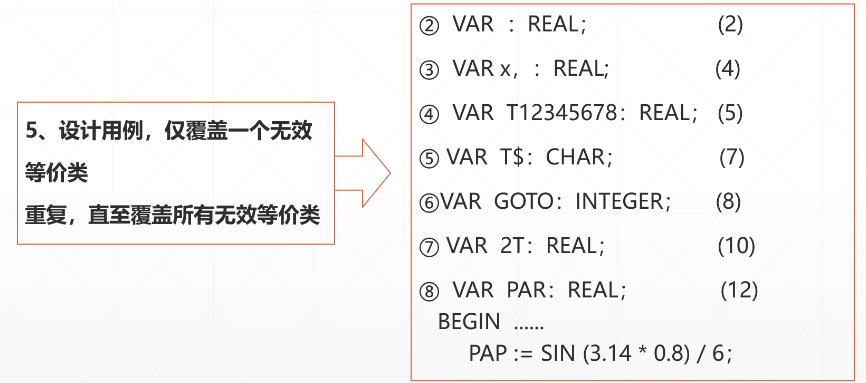 5、设计用例，仅覆盖一个无效
等价类
重复，直至覆盖所有无效等价类
② VAR ：REAL； (2)
③ VAR x，：REAL; (4)
④ VAR T12345678：REAL； (5)
⑤ VAR T$：CHAR； (7)
⑥VAR GOTO：INTEGER； (8)
⑦ VAR 2T：REAL； (10)
⑧ VAR PAR：REAL； (12)
BEGIN ......
PAP := SIN (3.14 * 0.8) / 6；